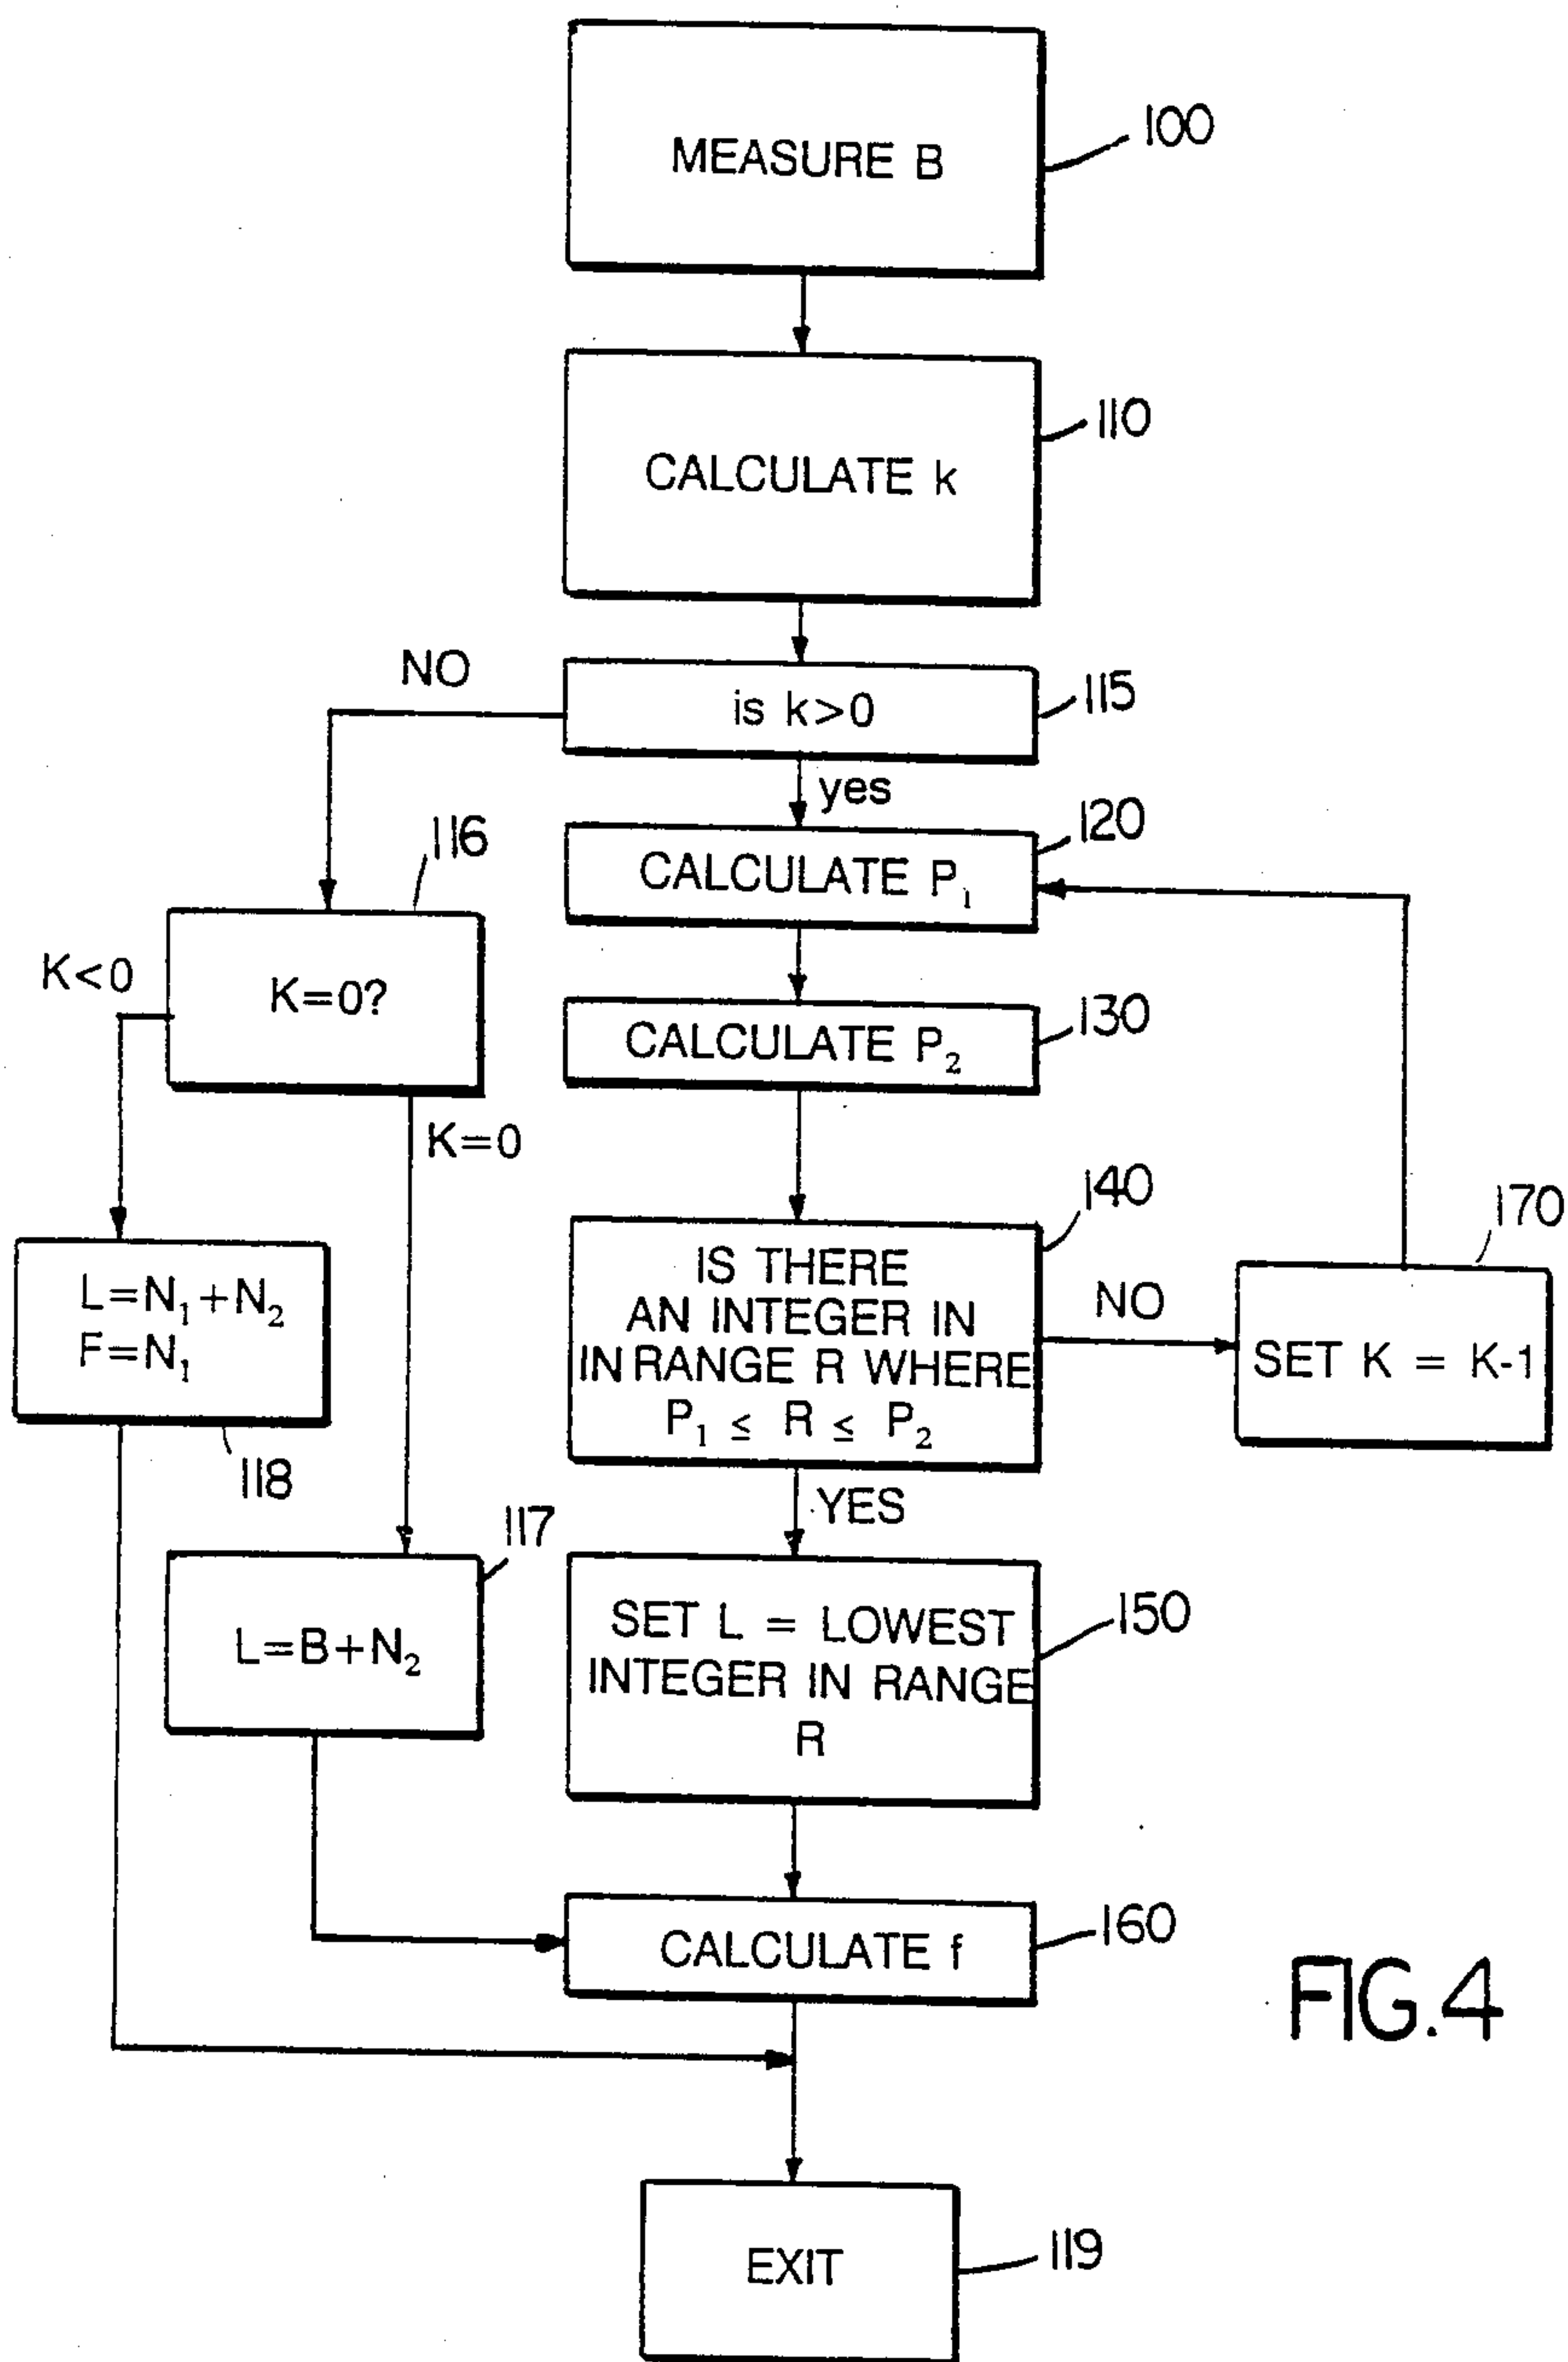 MEASURE B
100
CALCULATE k
110
NO
is k>0
115
yes
116
CALCULATE P₁
120
K<0
K=0?
CALCULATE P₂
130
K=0
140
170
L=N₁+N₂
F=N₁
118
IS THERE
AN INTEGER IN
IN RANGE R WHERE
P₁ ≤ R ≤ P₂
NO
SET K = K-1
YES
117
L=B+N₂
SET L = LOWEST
INTEGER IN RANGE
R
150
CALCULATE f
160
FIG.4
EXIT
119